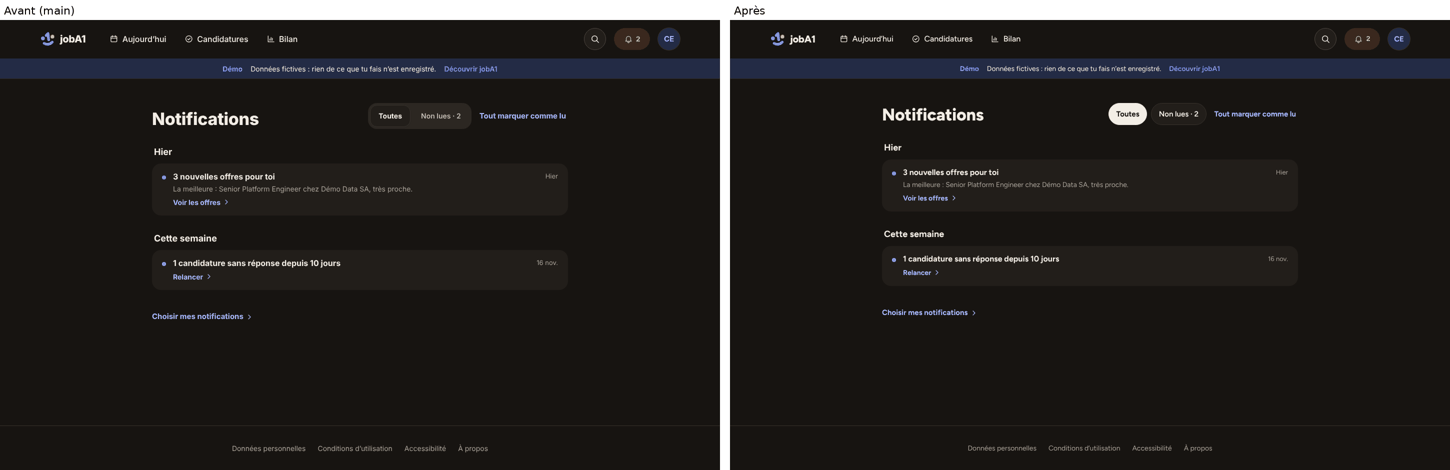 Avant (main)
jobA1 Aujourd'hui Candidatures Bilan 2 CE
Démo Données fictives : rien de ce que tu fais n'est enregistré. Découvrir jobA1
Notifications Toutes Non lues · 2 Tout marquer comme lu
Hier
3 nouvelles offres pour toi Hier
La meilleure : Senior Platform Engineer chez Démo Data SA, très proche.
Voir les offres
Cette semaine
1 candidature sans réponse depuis 10 jours 16 nov.
Relancer
Choisir mes notifications
Données personnelles Conditions d'utilisation Accessibilité À propos
Après
jobA1 Aujourd'hui Candidatures Bilan 2 CE
Démo Données fictives : rien de ce que tu fais n'est enregistré. Découvrir jobA1
Notifications Toutes Non lues · 2 Tout marquer comme lu
Hier
3 nouvelles offres pour toi Hier
La meilleure : Senior Platform Engineer chez Démo Data SA, très proche.
Voir les offres
Cette semaine
1 candidature sans réponse depuis 10 jours 16 nov.
Relancer
Choisir mes notifications
Données personnelles Conditions d'utilisation Accessibilité À propos